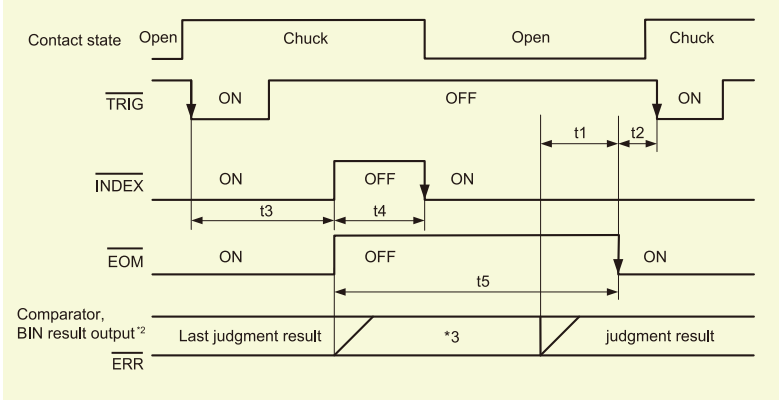 Contact state Open Chuck Open Chuck
TRIG ON OFF ON
t1 t2
INDEX ON OFF ON
t3 t4
EOM ON OFF ON
t5
Comparator,
BIN result output*2 Last judgment result *3 judgment result
ERR